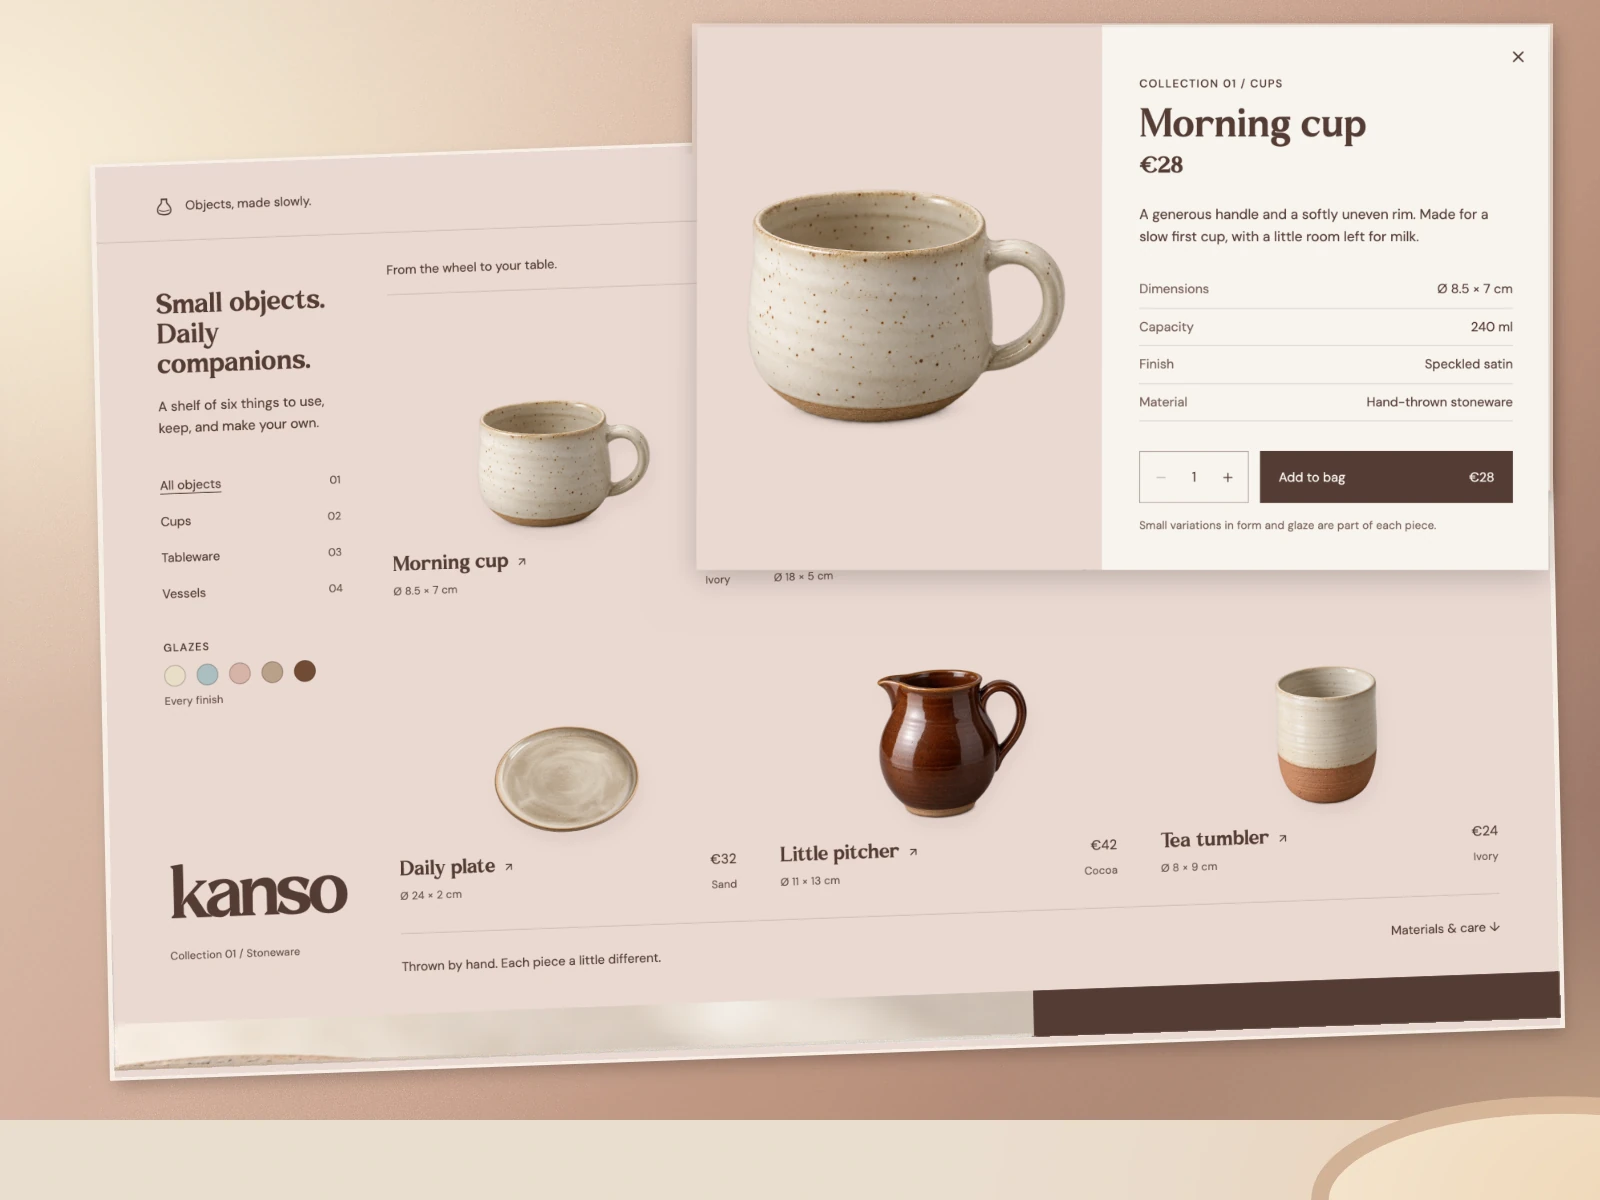 Objects, made slowly.
From the wheel to your table.
Small objects.
Daily
companions.
A shelf of six things to use,
keep, and make your own.
All objects 01
Cups 02
Tableware 03
Vessels 04
GLAZES
Every finish
kanso
Collection 01 / Stoneware
Morning cup ↗
Ø 8.5 × 7 cm
Ivory
Ø 18 × 5 cm
Daily plate ↗ €32
Ø 24 × 2 cm Sand
Little pitcher ↗ €42
Ø 11 × 13 cm Cocoa
Tea tumbler ↗ €24
Ø 8 × 9 cm Ivory
Thrown by hand. Each piece a little different.
Materials & care ↓
COLLECTION 01 / CUPS
Morning cup
€28
A generous handle and a softly uneven rim. Made for a
slow first cup, with a little room left for milk.
Dimensions Ø 8.5 × 7 cm
Capacity 240 ml
Finish Speckled satin
Material Hand-thrown stoneware
− 1 + Add to bag €28
Small variations in form and glaze are part of each piece.